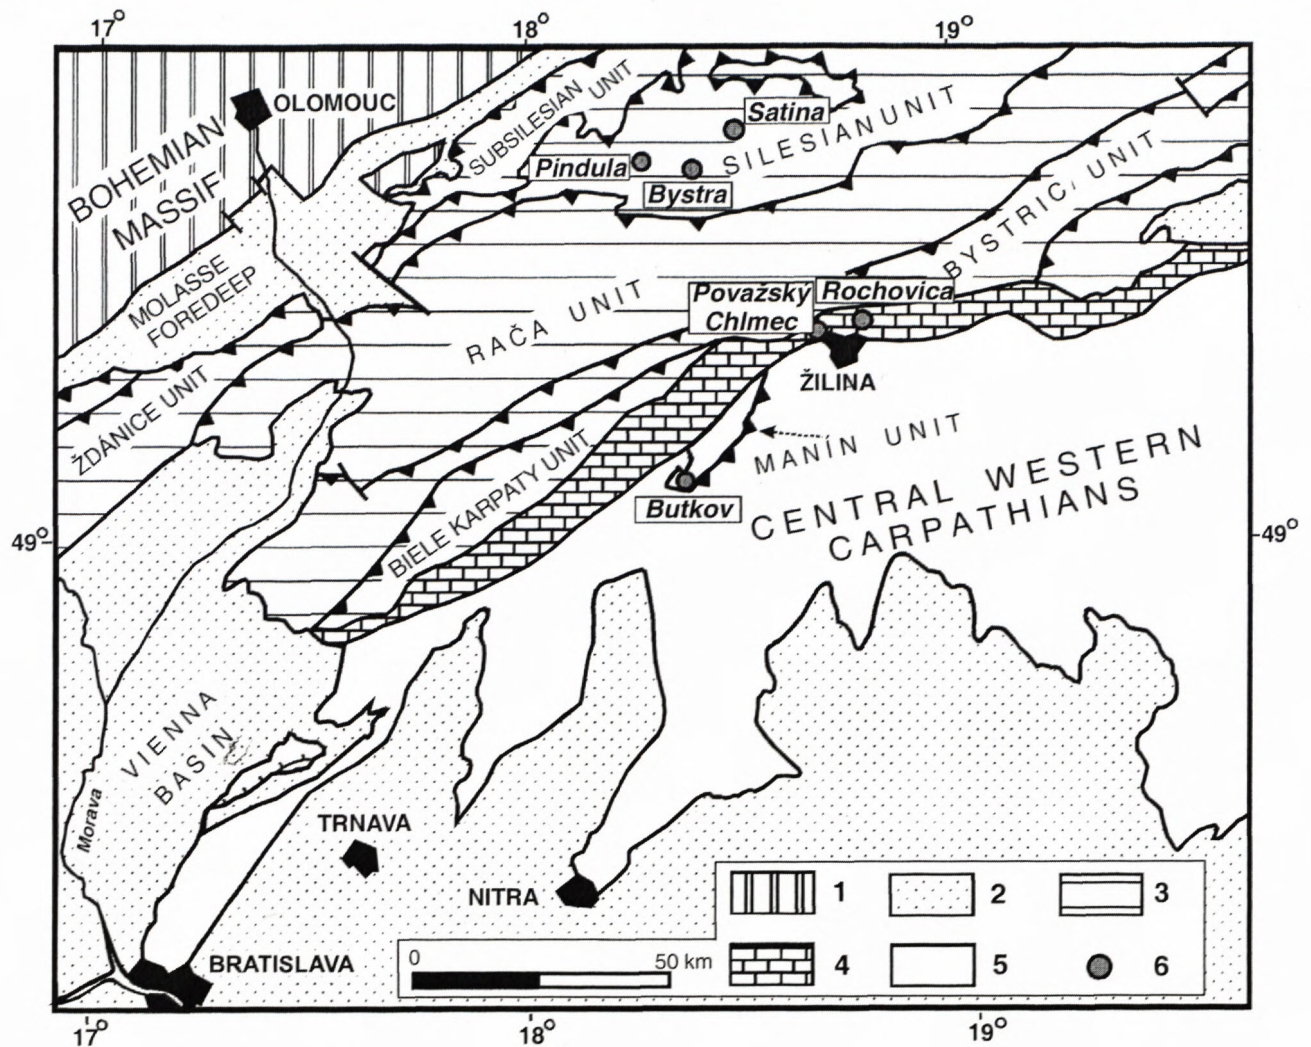 17°
18°
19°
OLOMOUC
BOHEMIAN
MASSIF
SUBSILESIAN UNIT
Satina
SILESIAN UNIT
Pindula
Bystra
BYSTRIC, UNIT
MOLASSE
FOREDEEP
RAČA UNIT
Považský
Chlmec
Rochovica
ŽILINA
ŽDÁNICE UNIT
MANÍN UNIT
BIELE KARPATY UNIT
Butkov
CENTRAL WESTERN
CARPATHIANS
49°
49°
VIENNA
BASIN
Morava
TRNAVA
NITRA
BRATISLAVA
0 50 km
1 2 3
4 5 6
17°
18°
19°